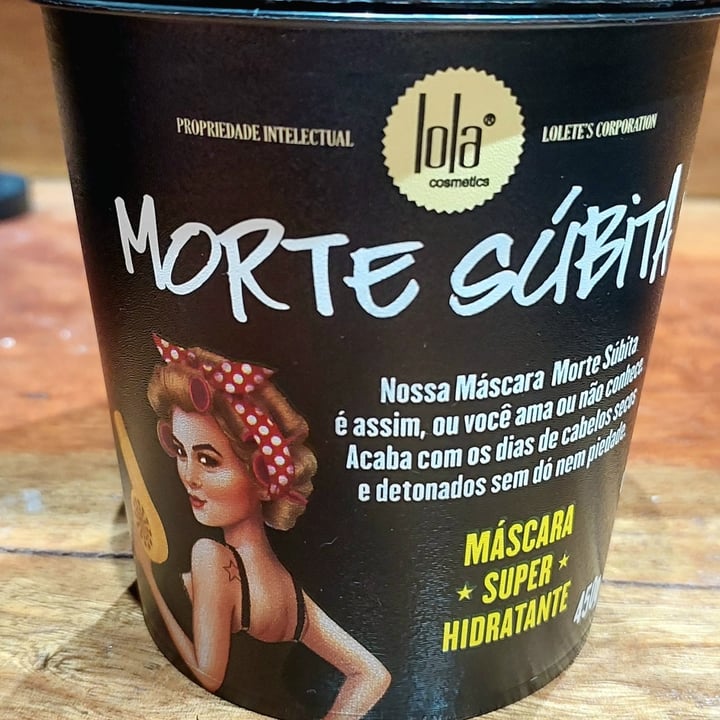 PROPRIEDADE INTELECTUAL
lola®
cosmetics
LOLETE'S CORPORATION
MORTE SÚBITA
Nossa Máscara Morte Súbita
é assim, ou você ama ou não conhece.
Acaba com os dias de cabelos secos
e detonados sem dó nem piedade.
MÁSCARA
SUPER
HIDRATANTE
450g